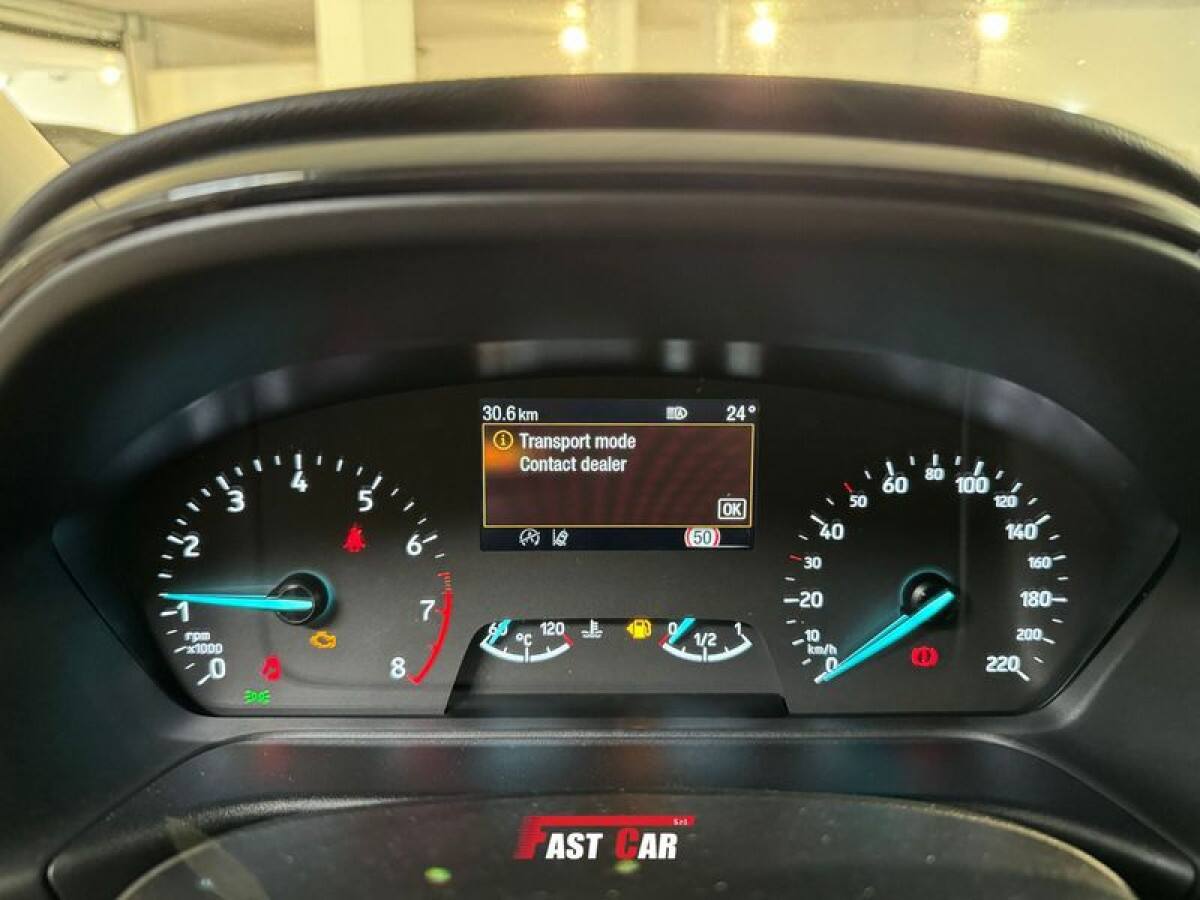 30.6 km 24°
Transport mode
Contact dealer
OK
50
0 1 2 3 4 5 6 7 8
rpm
x1000
60 120
°C
0 1/2 1
0 10 20 30 40 50 60 80 100 120 140 160 180 200 220
km/h
FAST CAR S.r.l.